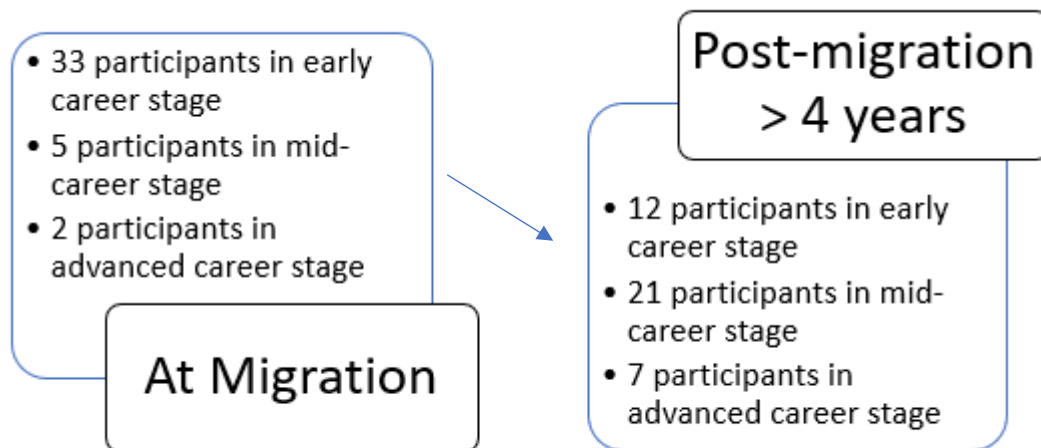 • 33 participants in early
career stage
• 5 participants in mid-
career stage
• 2 participants in
advanced career stage
At Migration
Post-migration
> 4 years
• 12 participants in early
career stage
• 21 participants in mid-
career stage
• 7 participants in
advanced career stage